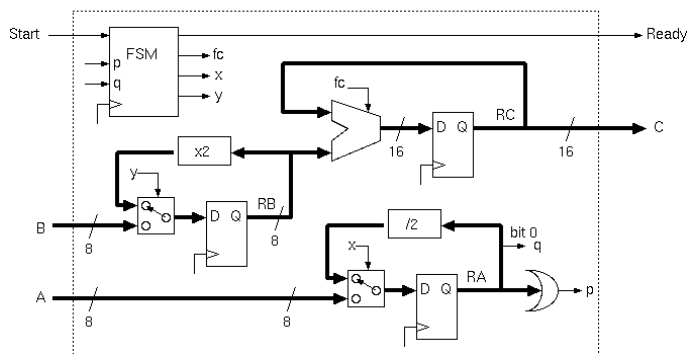 Start
FSM
p
q
fc
x
y
Ready
fc
D Q
RC
16
16
C
x2
y
D Q
RB
8
B
8
/2
x
bit 0
q
D Q
RA
p
A
8
8